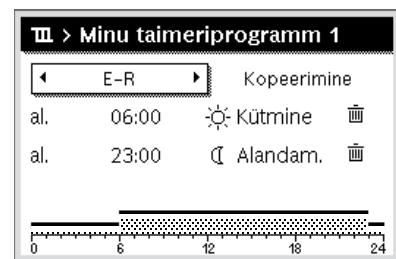 > Minu taimeriprogramm 1
E-R Kopeerimine
al. 06:00 Kütmine
al. 23:00 Alandam.
0 6 12 18 24